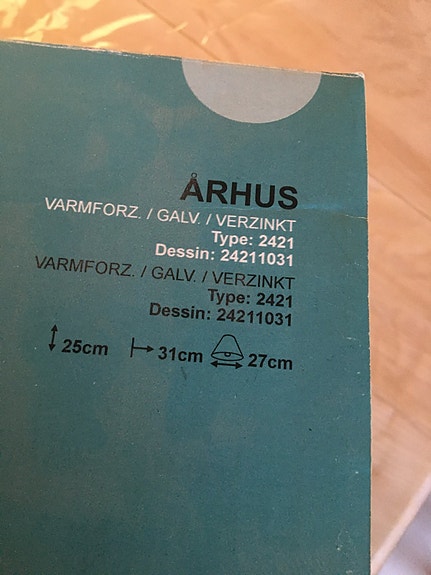 ÅRHUS
VARMFORZ. / GALV. / VERZINKT
Type: 2421
Dessin: 24211031
VARMFORZ. / GALV. / VERZINKT
Type: 2421
Dessin: 24211031
25cm 31cm 27cm